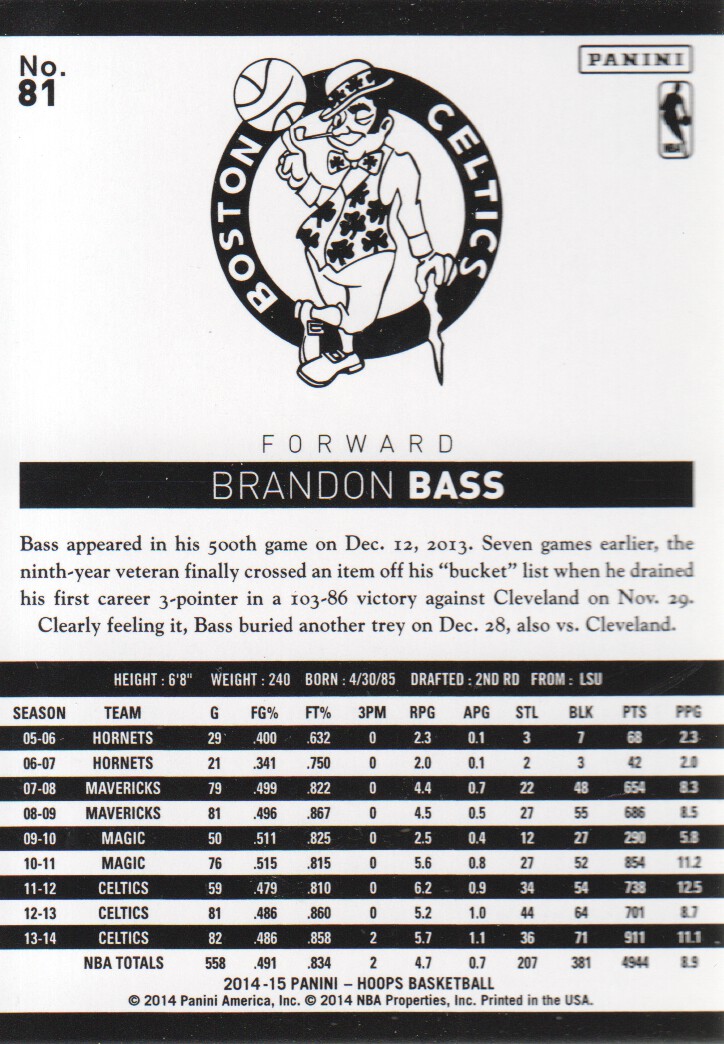 No.
81
PANINI
NBA
BOSTON CELTICS
FORWARD
BRANDON BASS
Bass appeared in his 500th game on Dec. 12, 2013. Seven games earlier, the
ninth-year veteran finally crossed an item off his “bucket” list when he drained
his first career 3-pointer in a 103-86 victory against Cleveland on Nov. 29.
Clearly feeling it, Bass buried another trey on Dec. 28, also vs. Cleveland.
HEIGHT : 6'8" WEIGHT : 240 BORN : 4/30/85 DRAFTED : 2ND RD FROM : LSU
SEASON TEAM G FG% FT% 3PM RPG APG STL BLK PTS PPG
05-06 HORNETS 29 .400 .632 0 2.3 0.1 3 7 68 2.3
06-07 HORNETS 21 .341 .750 0 2.0 0.1 2 3 42 2.0
07-08 MAVERICKS 79 .499 .822 0 4.4 0.7 22 48 654 8.3
08-09 MAVERICKS 81 .496 .867 0 4.5 0.5 27 55 686 8.5
09-10 MAGIC 50 .511 .825 0 2.5 0.4 12 27 290 5.8
10-11 MAGIC 76 .515 .815 0 5.6 0.8 27 52 854 11.2
11-12 CELTICS 59 .479 .810 0 6.2 0.9 34 54 738 12.5
12-13 CELTICS 81 .486 .860 0 5.2 1.0 44 64 701 8.7
13-14 CELTICS 82 .486 .858 2 5.7 1.1 36 71 911 11.1
NBA TOTALS 558 .491 .834 2 4.7 0.7 207 381 4944 8.9
2014-15 PANINI – HOOPS BASKETBALL
© 2014 Panini America, Inc. © 2014 NBA Properties, Inc. Printed in the USA.